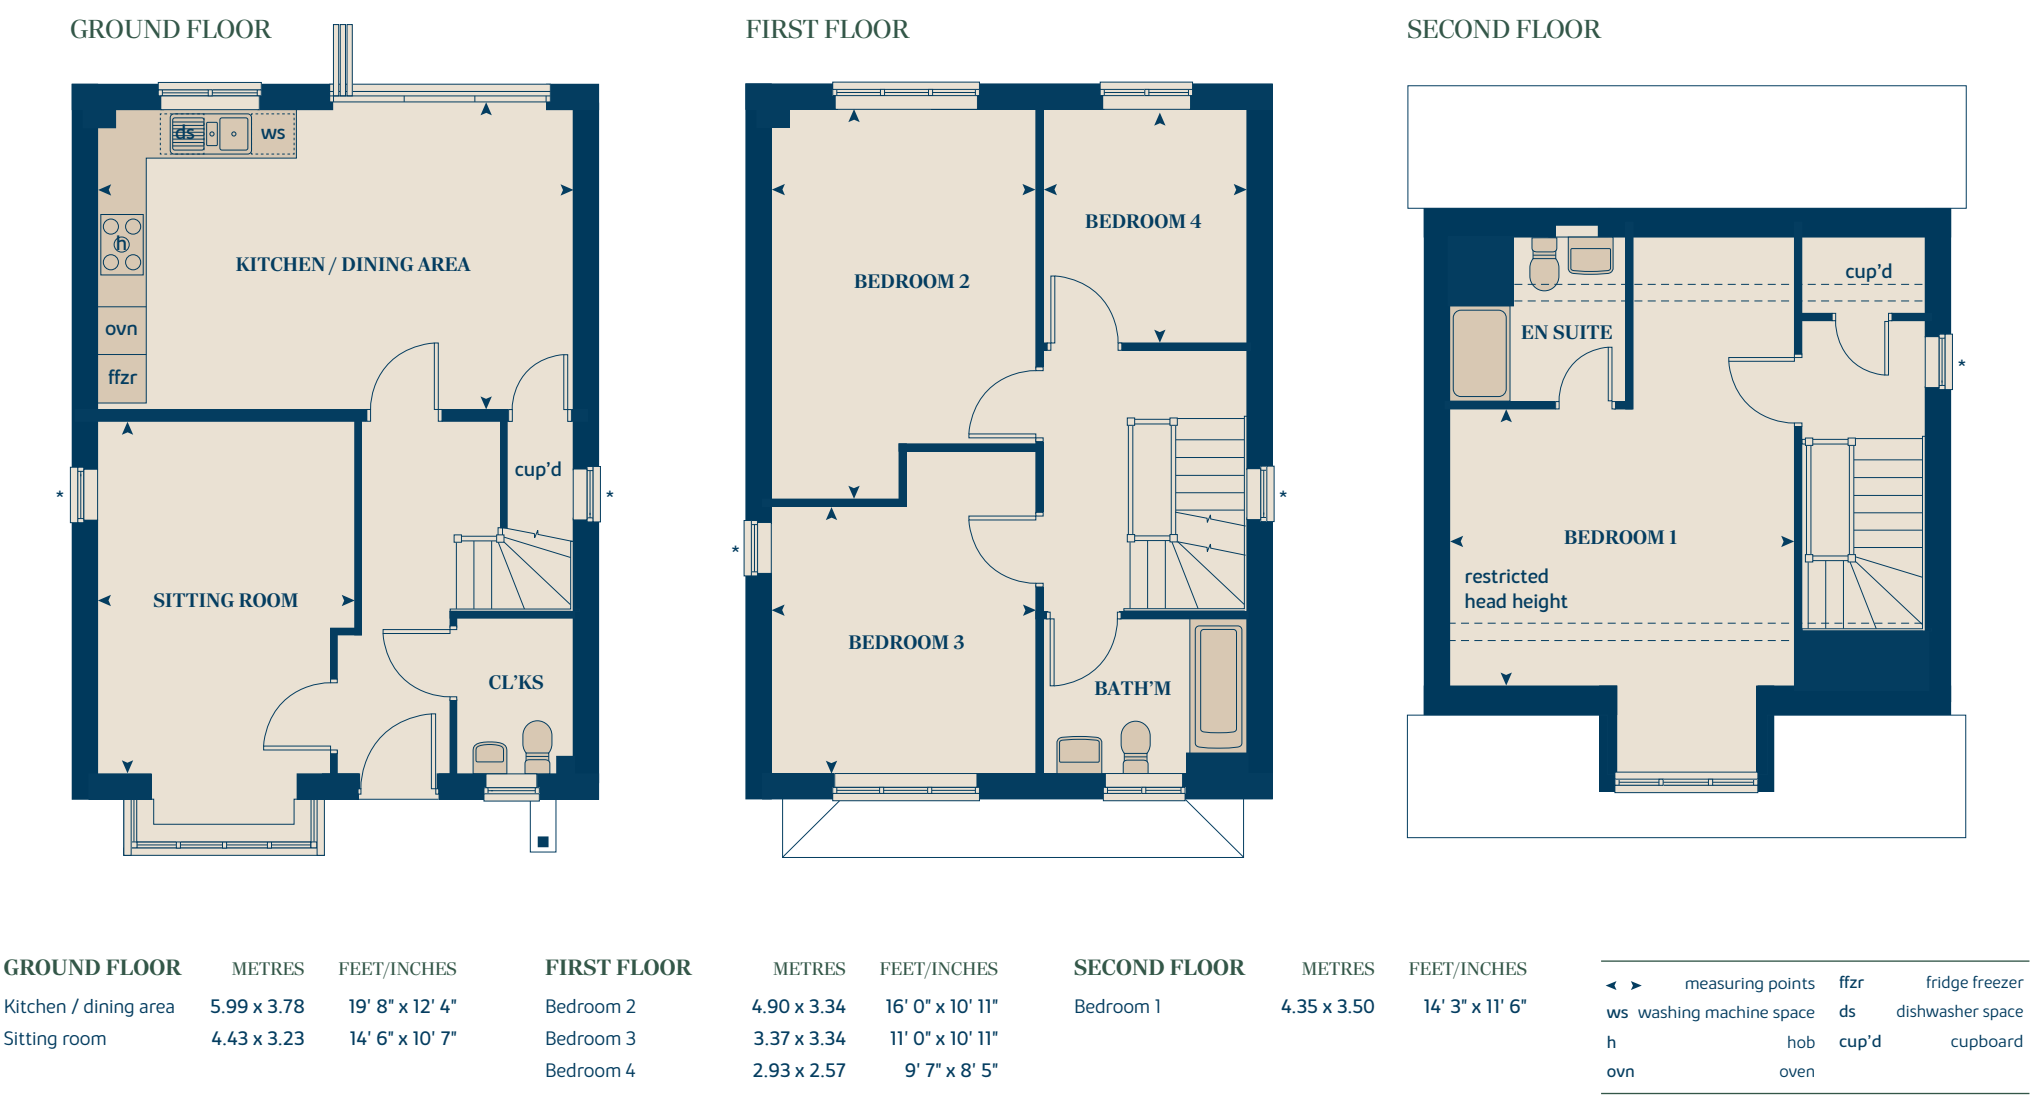 GROUND FLOOR
FIRST FLOOR
SECOND FLOOR
ds
ws
h
KITCHEN / DINING AREA
ovn
ffzr
cup'd
*
*
SITTING ROOM
CL'KS
BEDROOM 4
BEDROOM 2
*
*
BEDROOM 3
BATH'M
cup'd
EN SUITE
*
BEDROOM 1
restricted
head height
GROUND FLOOR METRES FEET/INCHES
Kitchen / dining area 5.99 x 3.78 19' 8" x 12' 4"
Sitting room 4.43 x 3.23 14' 6" x 10' 7"
FIRST FLOOR METRES FEET/INCHES
Bedroom 2 4.90 x 3.34 16' 0" x 10' 11"
Bedroom 3 3.37 x 3.34 11' 0" x 10' 11"
Bedroom 4 2.93 x 2.57 9' 7" x 8' 5"
SECOND FLOOR METRES FEET/INCHES
Bedroom 1 4.35 x 3.50 14' 3" x 11' 6"
measuring points ffzr fridge freezer
ws washing machine space ds dishwasher space
h hob cup'd cupboard
ovn oven